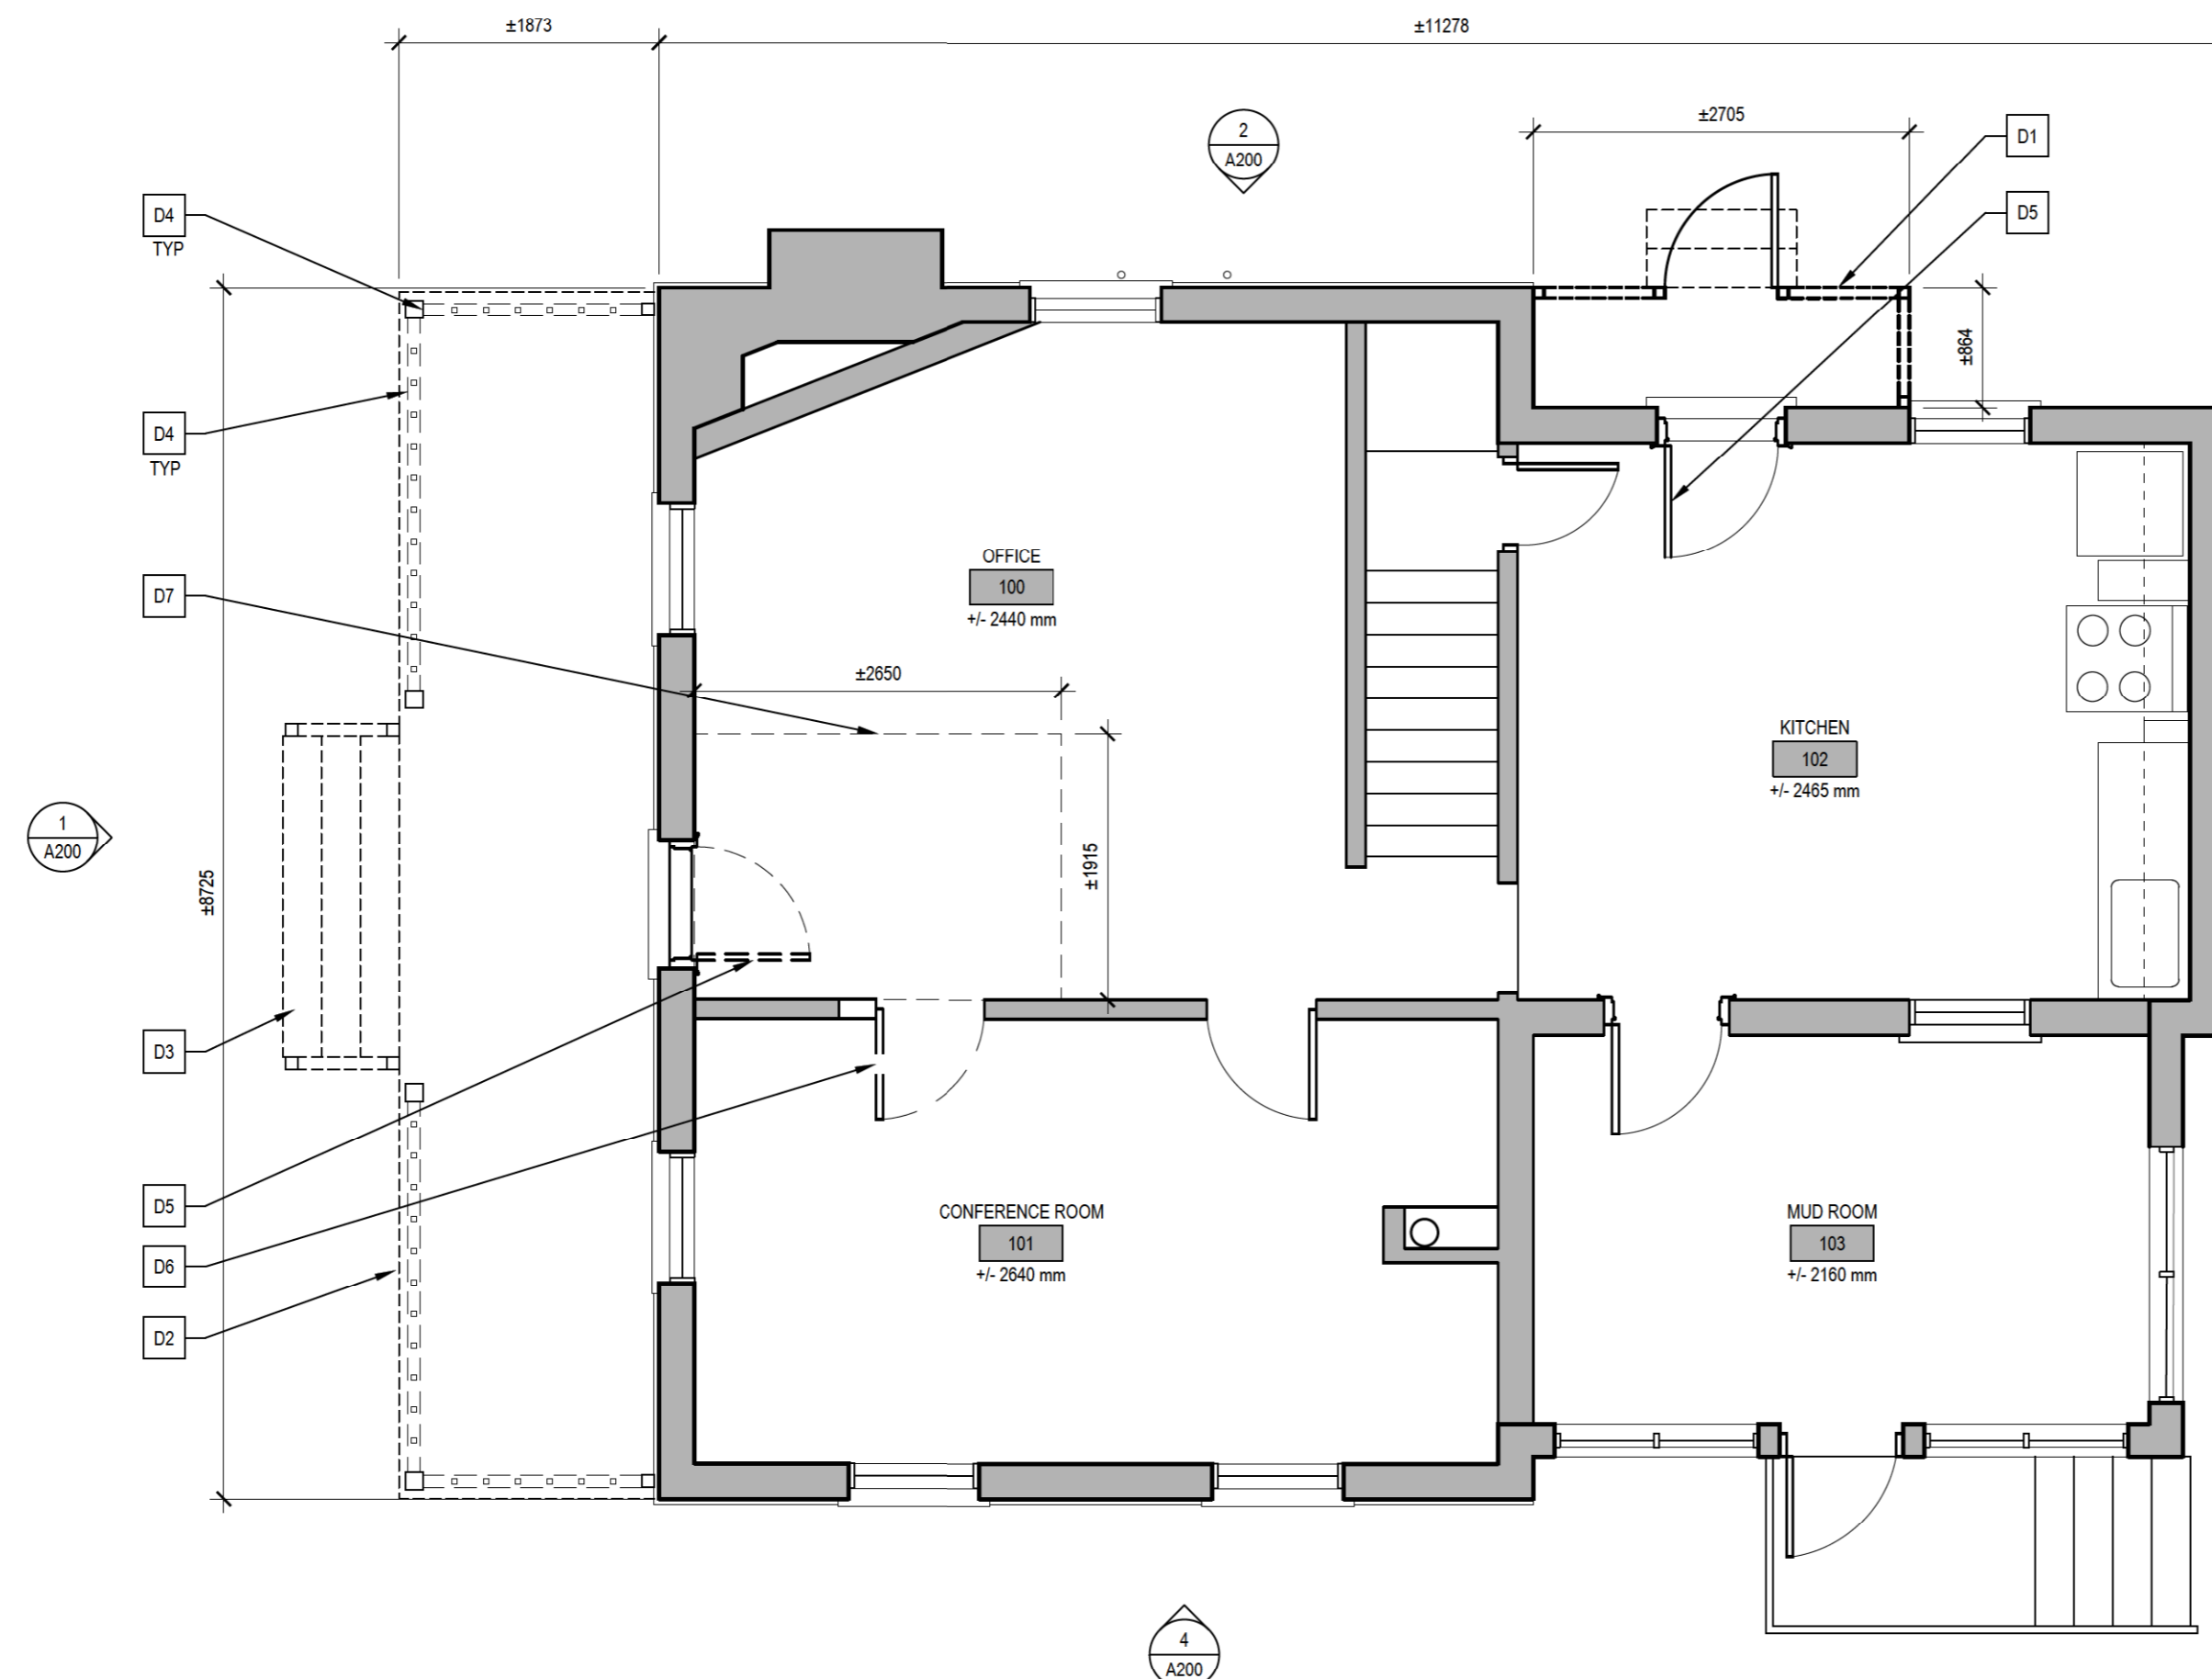 ±1873
±11278
2
A200
±2705
D1
D4
TYP
D5
±864
D4
TYP
OFFICE
100
+/- 2440 mm
D7
±2650
KITCHEN
102
+/- 2465 mm
1
A200
±8725
±1915
D3
D5
CONFERENCE ROOM
101
+/- 2640 mm
MUD ROOM
103
+/- 2160 mm
D6
D2
4
A200